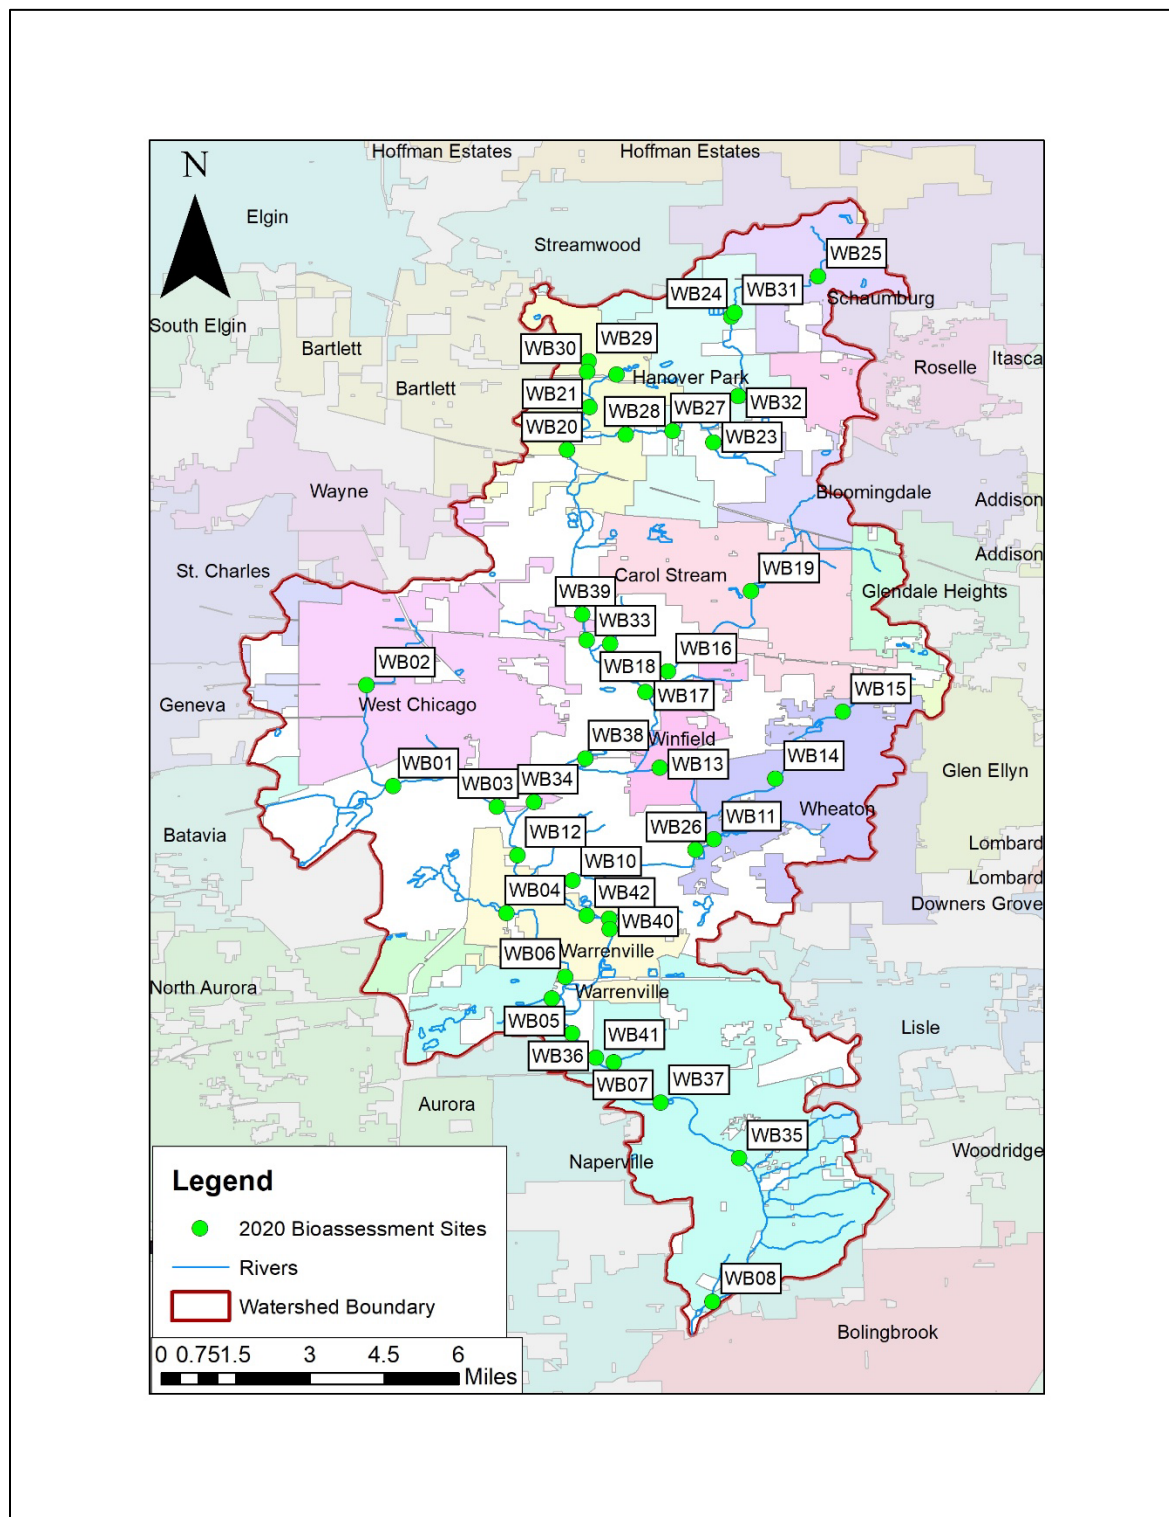 Hoffman Estates
Hoffman Estates
N
Elgin
Streamwood
WB25
WB24
WB31
Schaumburg
South Elgin
WB29
WB30
Bartlett
Itasca
Roselle
Hanover Park
Bartlett
WB21
WB32
WB28
WB27
WB20
WB23
Wayne
Bloomingdale
Addison
Addison
St. Charles
Carol Stream
WB19
WB39
Glendale Heights
WB33
WB16
WB02
WB18
WB17
WB15
Geneva
West Chicago
WB38
Winfield
WB13
WB14
Glen Ellyn
WB01
WB34
WB03
Wheaton
WB11
Batavia
WB12
WB26
Lombard
WB10
Lombard
WB04
WB42
Downers Grove
WB40
WB06
Warrenville
North Aurora
Warrenville
WB05
Lisle
WB41
WB36
WB07
WB37
Aurora
WB35
Woodridge
Naperville
Legend
2020 Bioassessment Sites
Rivers
WB08
Watershed Boundary
Bolingbrook
0 0.75 1.5 3 4.5 6
Miles